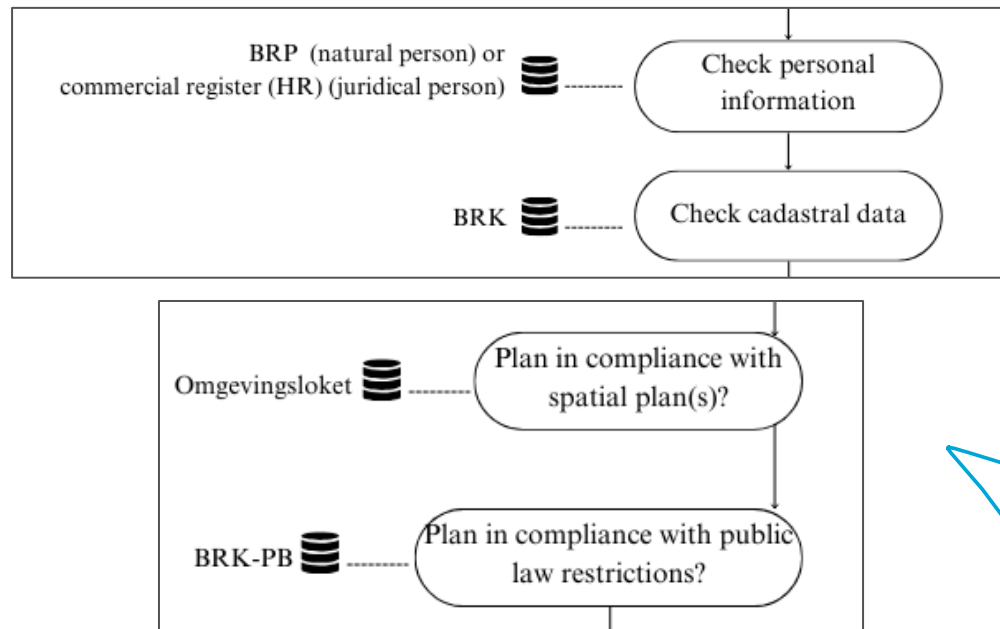 BRP (natural person) or
commercial register (HR) (juridical person)
Check personal
information
BRK
Check cadastral data
Omgevingsloket
Plan in compliance with
spatial plan(s)?
BRK-PB
Plan in compliance with public
law restrictions?